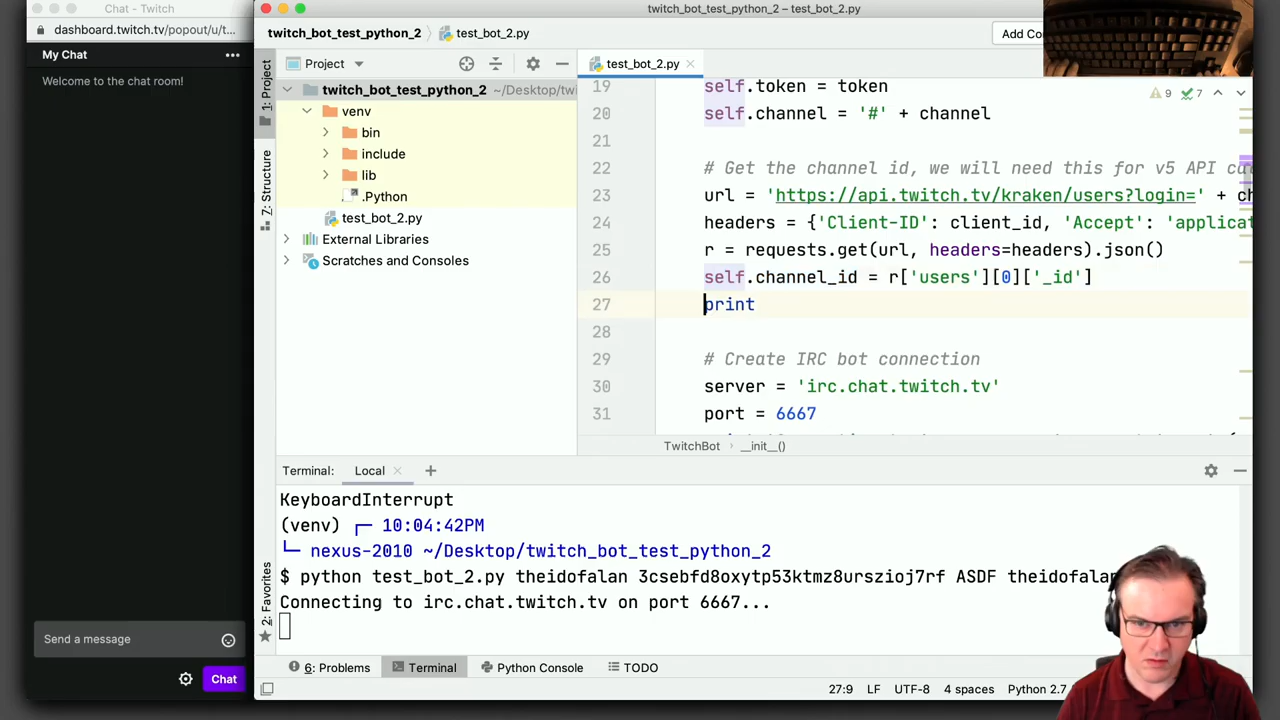 Chat - Twitch
dashboard.twitch.tv/popout/u/t...
My Chat
Welcome to the chat room!
Send a message
Chat
twitch_bot_test_python_2 – test_bot_2.py
twitch_bot_test_python_2
test_bot_2.py
Add Co
1: Project
7: Structure
2: Favorites
Project
twitch_bot_test_python_2 ~/Desktop/twi
venv
bin
include
lib
.Python
test_bot_2.py
External Libraries
Scratches and Consoles
test_bot_2.py
9 7
19 self.token = token
20 self.channel = '#' + channel
21
22 # Get the channel id, we will need this for v5 API ca
23 url = 'https://api.twitch.tv/kraken/users?login=' + ch
24 headers = {'Client-ID': client_id, 'Accept': 'applicat
25 r = requests.get(url, headers=headers).json()
26 self.channel_id = r['users'][0]['_id']
27 print
28
29 # Create IRC bot connection
30 server = 'irc.chat.twitch.tv'
31 port = 6667
TwitchBot › __init__()
Terminal: Local
KeyboardInterrupt
(venv) ┌─ 10:04:42PM
└─ nexus-2010 ~/Desktop/twitch_bot_test_python_2
$ python test_bot_2.py theidofalan 3csebfd8oxytp53ktmz8urszioj7rf ASDF theidofalan
Connecting to irc.chat.twitch.tv on port 6667...
6: Problems
Terminal
Python Console
TODO
27:9 LF UTF-8 4 spaces Python 2.7